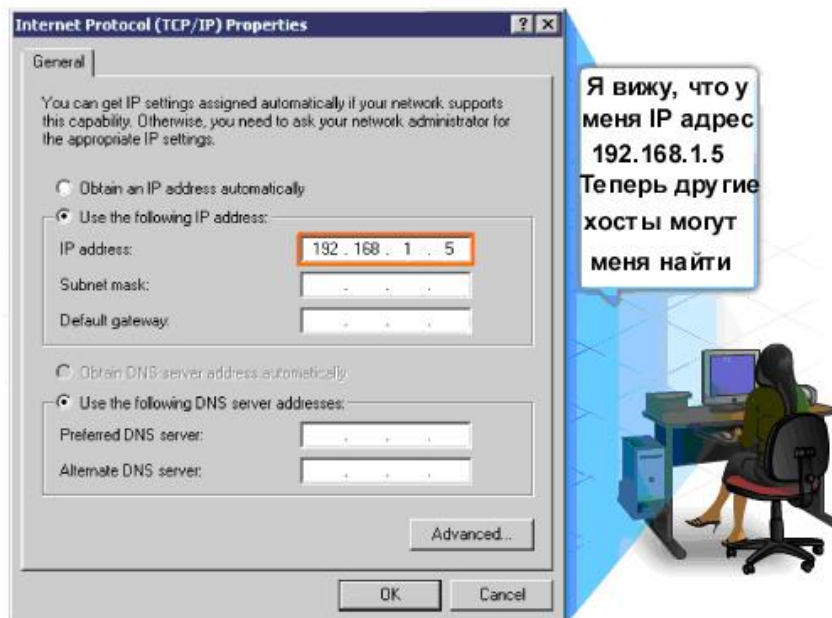 Internet Protocol (TCP/IP) Properties
General
You can get IP settings assigned automatically if your network supports
this capability. Otherwise, you need to ask your network administrator for
the appropriate IP settings.
Obtain an IP address automatically
Use the following IP address:
IP address: 192 . 168 . 1 . 5
Subnet mask: . . .
Default gateway: . . .
Obtain DNS server address automatically
Use the following DNS server addresses:
Preferred DNS server: . . .
Alternate DNS server: . . .
Advanced...
OK Cancel
Я вижу, что у
меня IP адрес
192.168.1.5
Теперь другие
хосты могут
меня найти